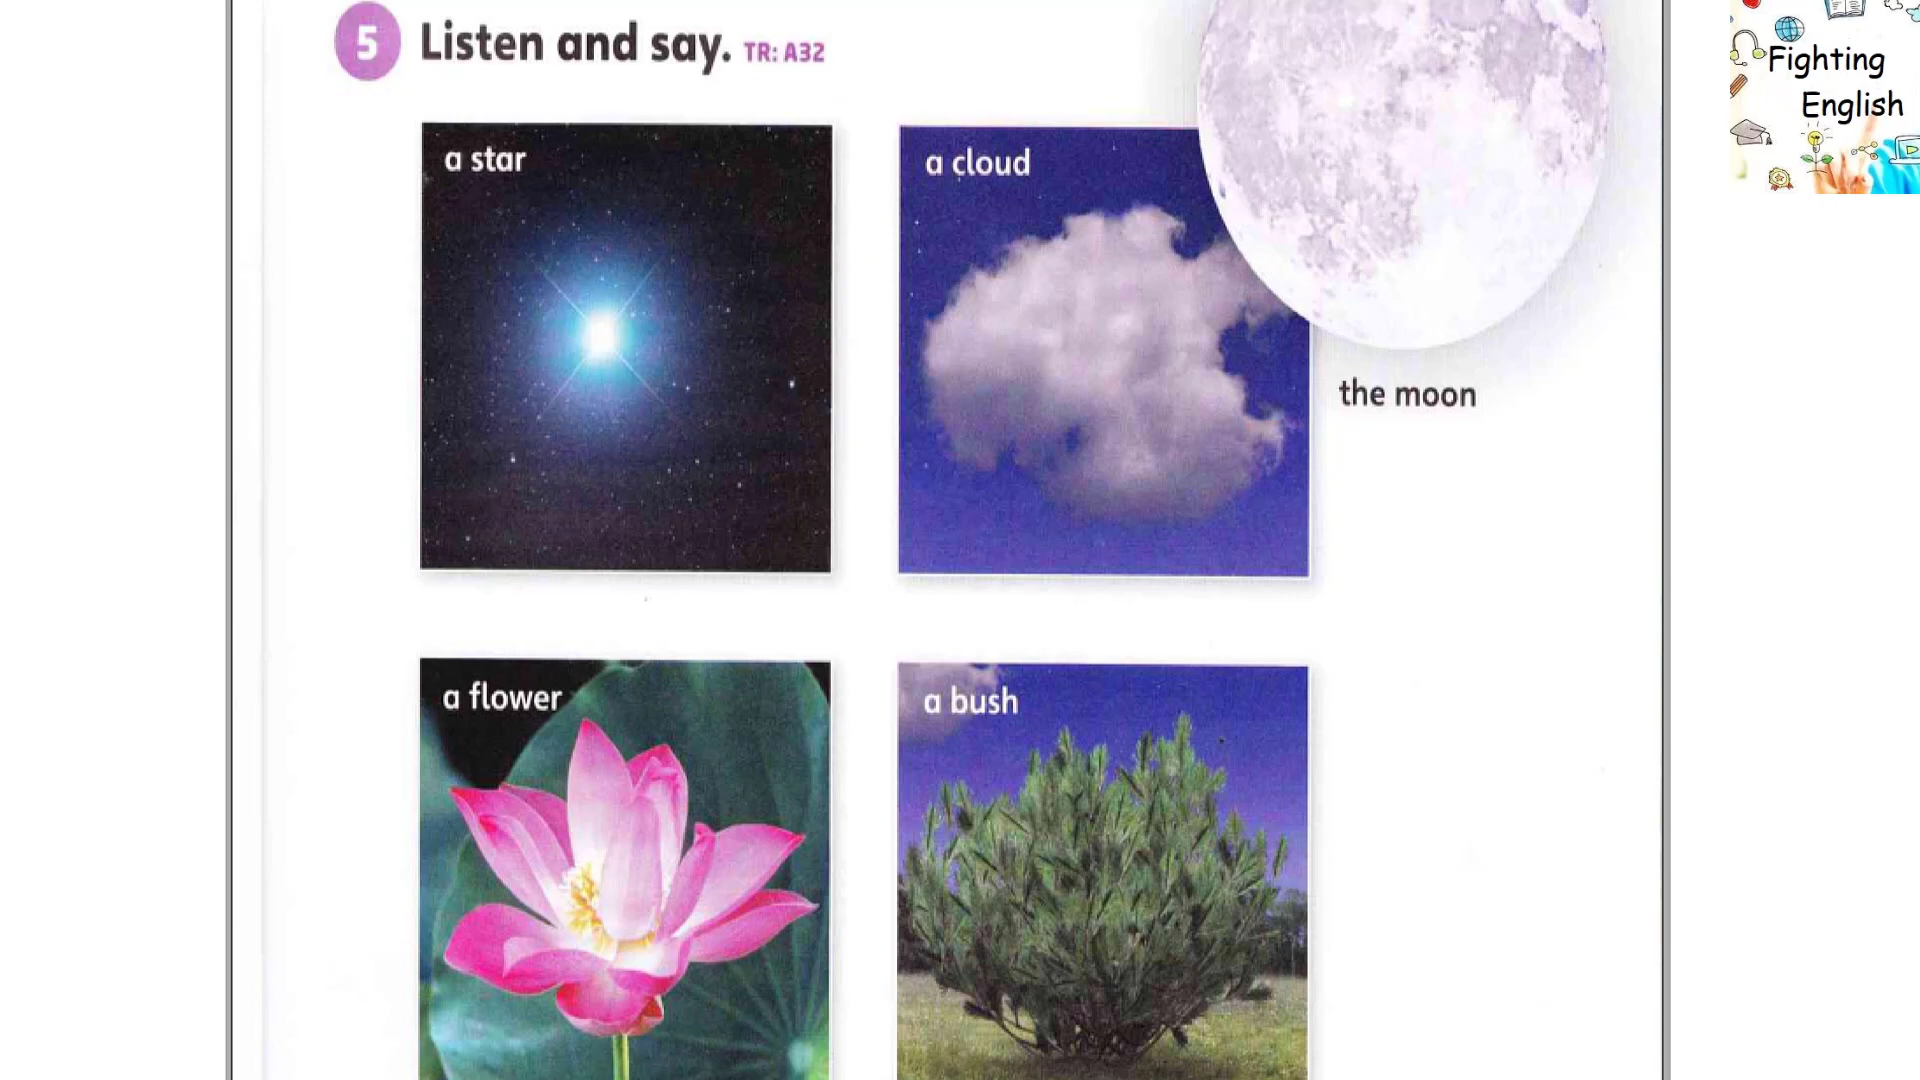 5 Listen and say. TR: A32
a star
a cloud
the moon
a flower
a bush
Fighting
English